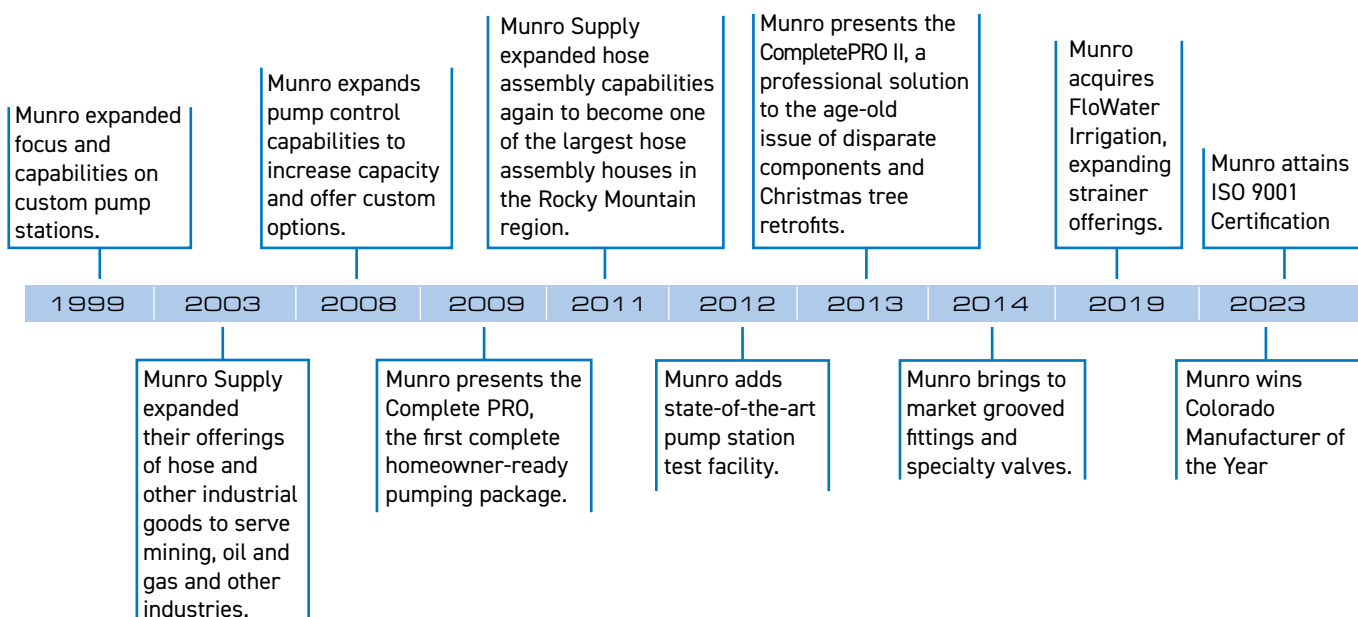 Munro expanded
focus and
capabilities on
custom pump
stations.
Munro expands
pump control
capabilities to
increase capacity
and offer custom
options.
Munro Supply
expanded hose
assembly capabilities
again to become one
of the largest hose
assembly houses in
the Rocky Mountain
region.
Munro presents the
CompletePRO II, a
professional solution
to the age-old
issue of disparate
components and
Christmas tree
retrofits.
Munro
acquires
FloWater
Irrigation,
expanding
strainer
offerings.
Munro attains
ISO 9001
Certification
1999 2003 2008 2009 2011 2012 2013 2014 2019 2023
Munro Supply
expanded
their offerings
of hose and
other industrial
goods to serve
mining, oil and
gas and other
industries.
Munro presents the
Complete PRO,
the first complete
homeowner-ready
pumping package.
Munro adds
state-of-the-art
pump station
test facility.
Munro brings to
market grooved
fittings and
specialty valves.
Munro wins
Colorado
Manufacturer of
the Year